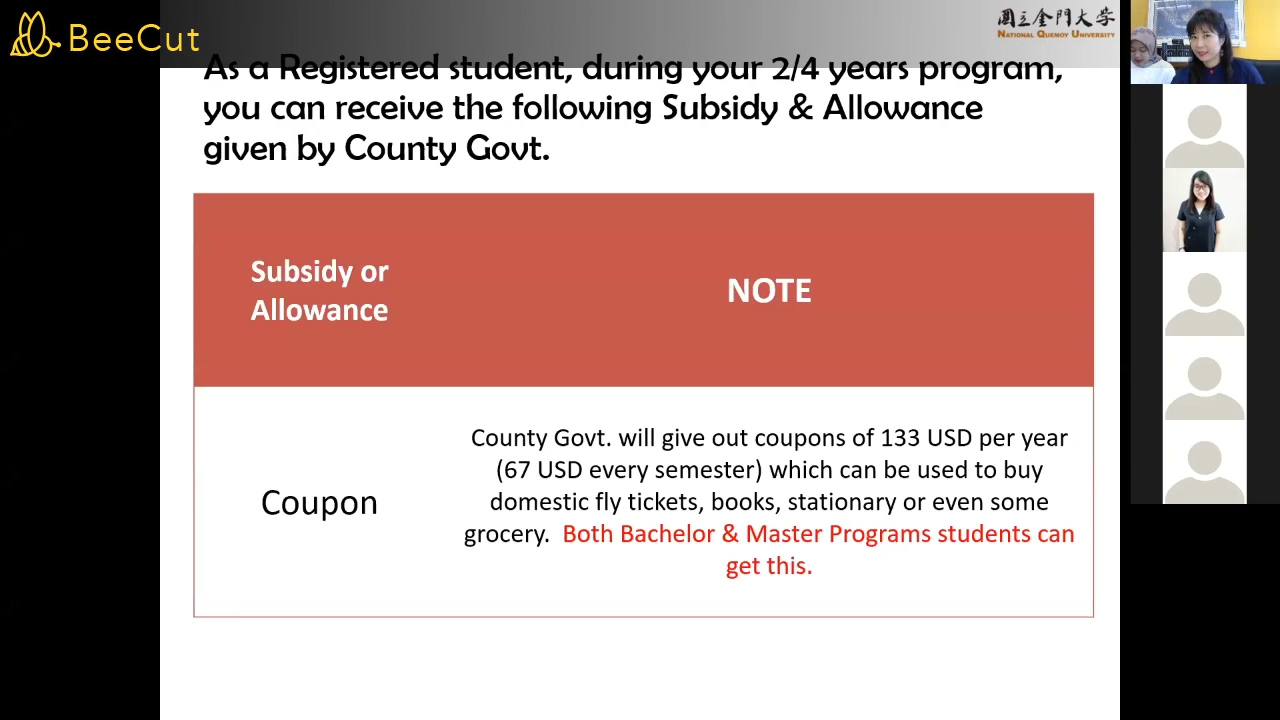 BeeCut
國立金門大學
NATIONAL QUEMOY UNIVERSITY
As a Registered student, during your 2/4 years program,
you can receive the following Subsidy & Allowance
given by County Govt.
Subsidy or
Allowance
NOTE
Coupon
County Govt. will give out coupons of 133 USD per year
(67 USD every semester) which can be used to buy
domestic fly tickets, books, stationary or even some
grocery. Both Bachelor & Master Programs students can
get this.